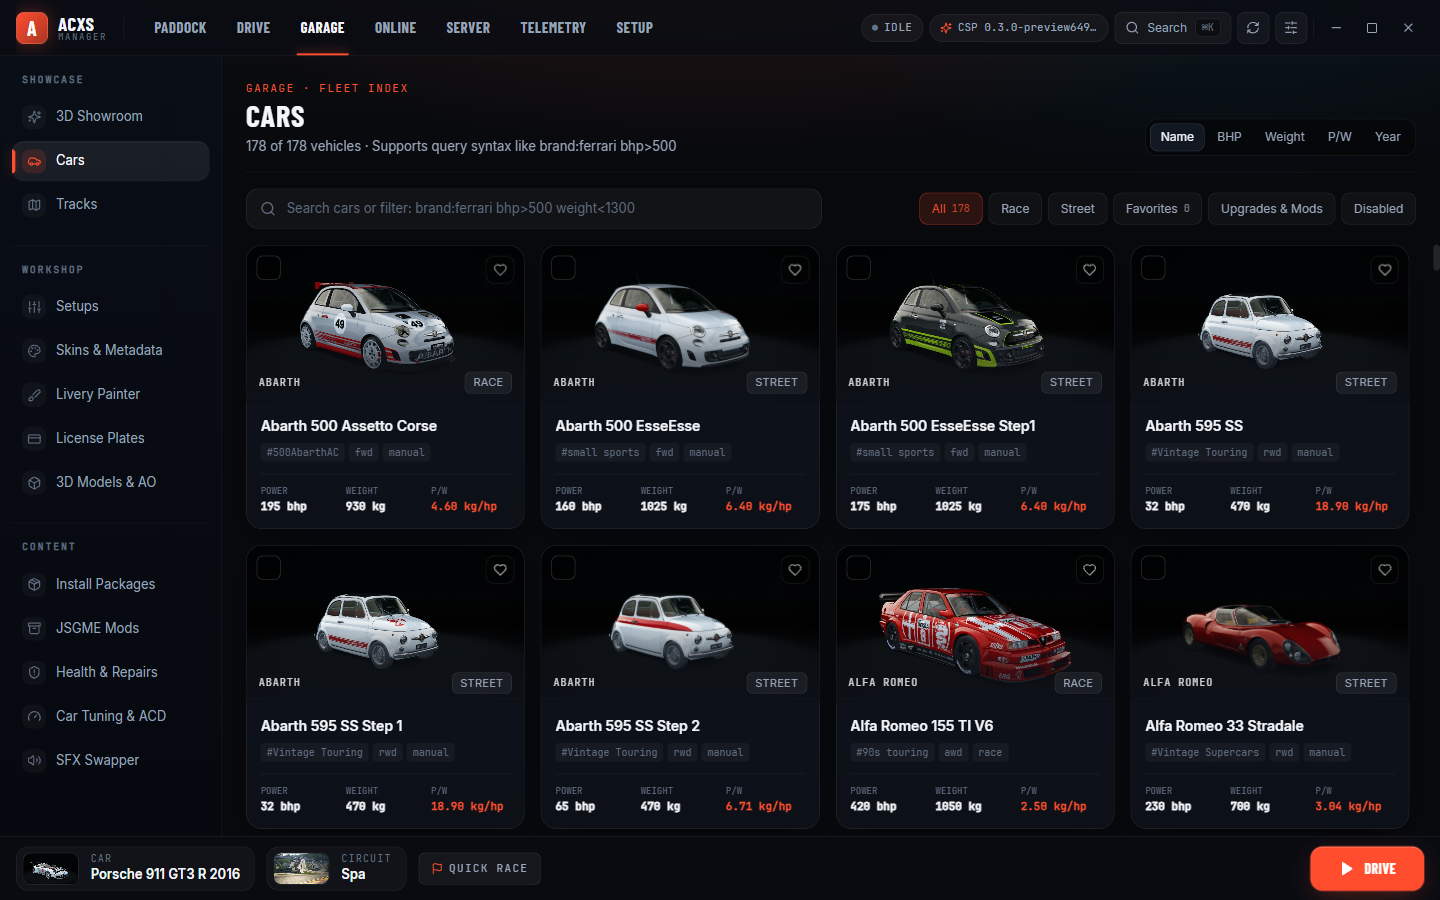 A ACXS MANAGER PADDOCK DRIVE GARAGE ONLINE SERVER TELEMETRY SETUP IDLE CSP 0.3.0-preview649… Search ⌘K
SHOWCASE
3D Showroom
Cars
Tracks
WORKSHOP
Setups
Skins & Metadata
Livery Painter
License Plates
3D Models & AO
CONTENT
Install Packages
JSGME Mods
Health & Repairs
Car Tuning & ACD
SFX Swapper
GARAGE · FLEET INDEX
CARS
178 of 178 vehicles · Supports query syntax like brand:ferrari bhp>500
Name BHP Weight P/W Year
Search cars or filter: brand:ferrari bhp>500 weight<1300
All 178 Race Street Favorites 0 Upgrades & Mods Disabled
49 49
ABARTH RACE
Abarth 500 Assetto Corse
#500AbarthAC fwd manual
POWER WEIGHT P/W
195 bhp 930 kg 4.60 kg/hp
ABARTH STREET
Abarth 500 EsseEsse
#small sports fwd manual
POWER WEIGHT P/W
160 bhp 1025 kg 6.40 kg/hp
ABARTH STREET
Abarth 500 EsseEsse Step1
#small sports fwd manual
POWER WEIGHT P/W
175 bhp 1025 kg 6.40 kg/hp
ABARTH STREET
Abarth 595 SS
#Vintage Touring rwd manual
POWER WEIGHT P/W
32 bhp 470 kg 18.90 kg/hp
ABARTH STREET
Abarth 595 SS Step 1
#Vintage Touring rwd manual
POWER WEIGHT P/W
32 bhp 470 kg 18.90 kg/hp
ABARTH STREET
Abarth 595 SS Step 2
#Vintage Touring rwd manual
POWER WEIGHT P/W
65 bhp 470 kg 6.71 kg/hp
ALFA ROMEO RACE
Alfa Romeo 155 TI V6
#90s touring awd race
POWER WEIGHT P/W
420 bhp 1050 kg 2.50 kg/hp
ALFA ROMEO STREET
Alfa Romeo 33 Stradale
#Vintage Supercars rwd manual
POWER WEIGHT P/W
230 bhp 700 kg 3.04 kg/hp
CAR
Porsche 911 GT3 R 2016
CIRCUIT
Spa
QUICK RACE
DRIVE